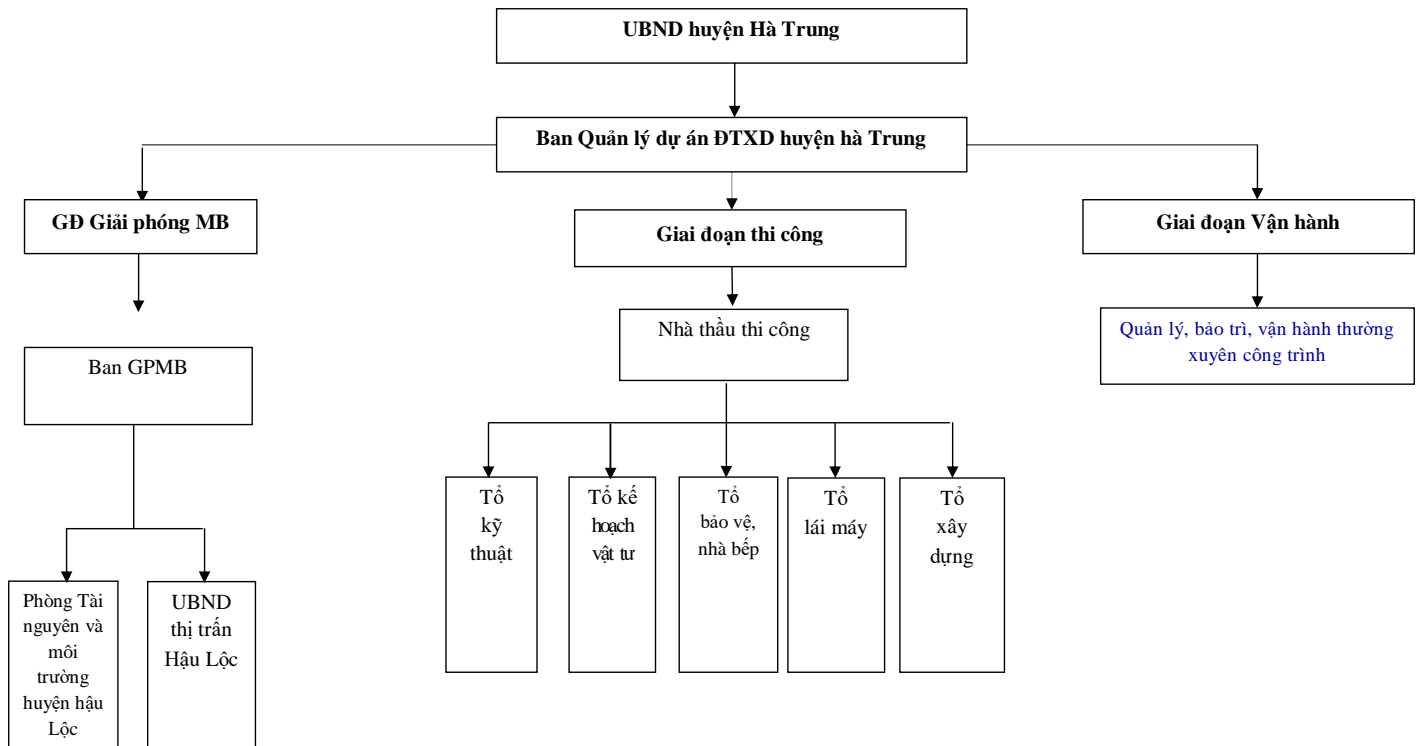 UBND huyện Hà Trung
Ban Quản lý dự án ĐTXD huyện hà Trung
GĐ Giải phóng MB
Giai đoạn thi công
Giai đoạn Vận hành
Nhà thầu thi công
Quản lý, bảo trì, vận hành thường
xuyên công trình
Ban GPMB
Tổ
kỹ
thuật
Tổ kế
hoạch
vật tư
Tổ
bảo vệ,
nhà bếp
Tổ
lái máy
Tổ
xây
dựng
Phòng Tài
nguyên và
môi
trường
huyện hậu
Lộc
UBND
thị trấn
Hậu Lộc